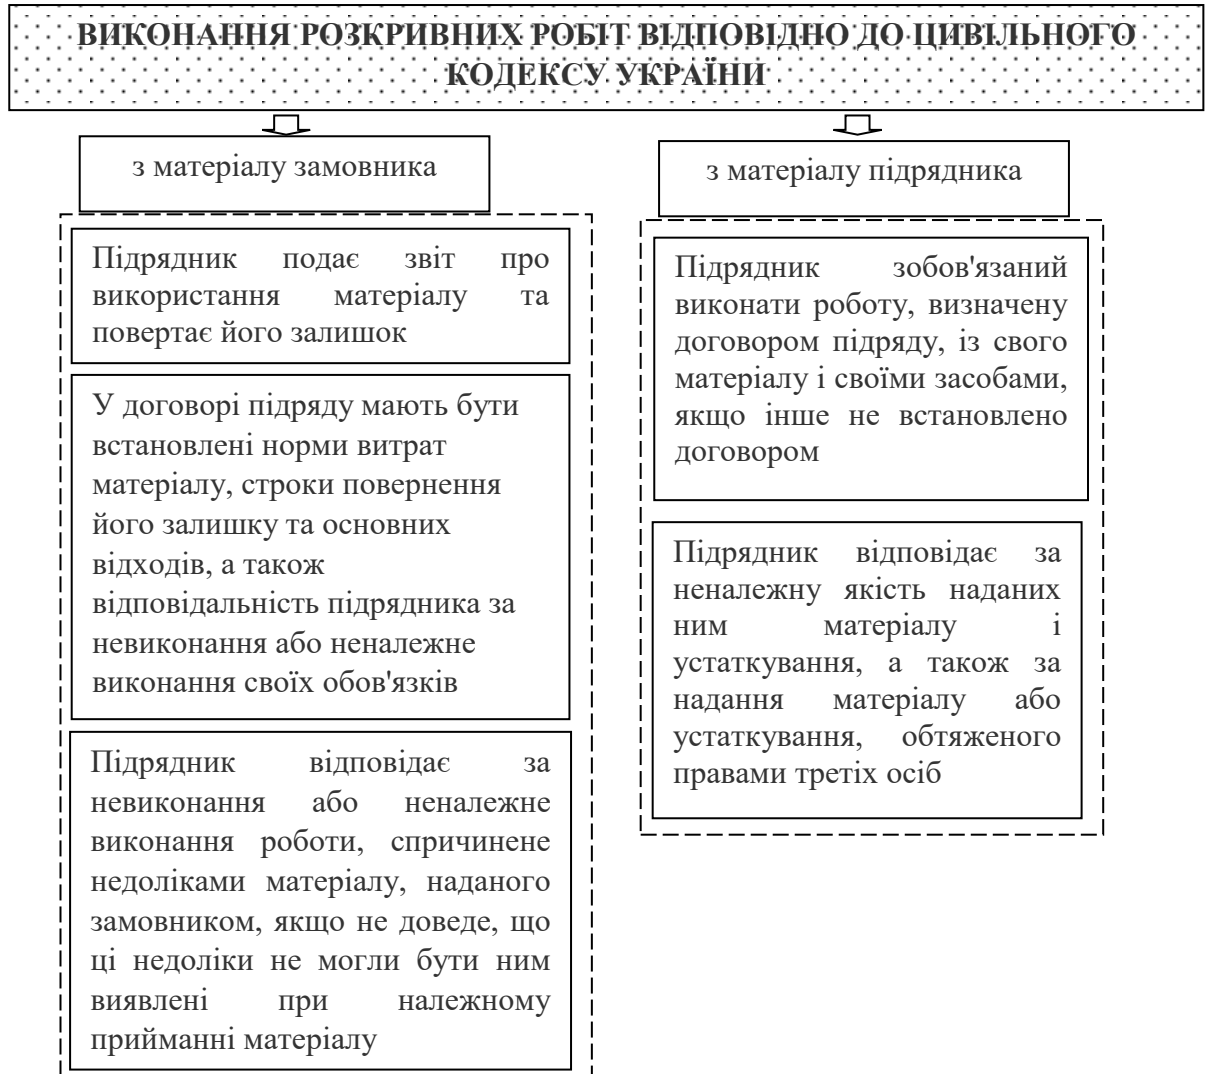 ВИКОНАННЯ РОЗКРИВНИХ РОБІТ ВІДПОВІДНО ДО ЦИВІЛЬНОГО
КОДЕКСУ УКРАЇНИ
з матеріалу замовника
Підрядник подає звіт про
використання матеріалу та
повертає його залишок
У договорі підряду мають бути
встановлені норми витрат
матеріалу, строки повернення
його залишку та основних
відходів, а також
відповідальність підрядника за
невиконання або неналежне
виконання своїх обов'язків
Підрядник відповідає за
невиконання або неналежне
виконання роботи, спричинене
недоліками матеріалу, наданого
замовником, якщо не доведе, що
ці недоліки не могли бути ним
виявлені при належному
прийманні матеріалу
з матеріалу підрядника
Підрядник зобов'язаний
виконати роботу, визначену
договором підряду, із свого
матеріалу і своїми засобами,
якщо інше не встановлено
договором
Підрядник відповідає за
неналежну якість наданих
ним матеріалу і
устаткування, а також за
надання матеріалу або
устаткування, обтяженого
правами третіх осіб